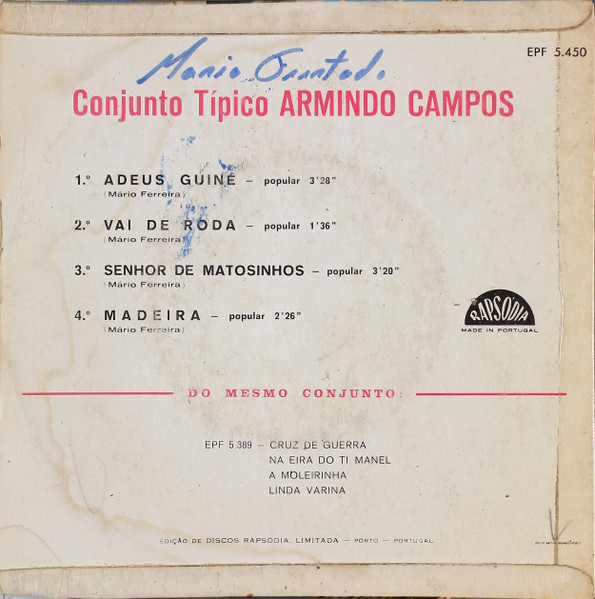 EPF 5.450
Mario
Conjunto Típico ARMINDO CAMPOS
1.º ADEUS GUINÉ – popular 3'28"
(Mário Ferreira)
2.º VAI DE RODA – popular 1'36"
(Mário Ferreira)
3.º SENHOR DE MATOSINHOS – popular 3'20"
(Mário Ferreira)
4.º MADEIRA – popular 2'26"
(Mário Ferreira)
RAPSÓDIA
MADE IN PORTUGAL
DO MESMO CONJUNTO:
EPF 5.389 – CRUZ DE GUERRA
NA EIRA DO TI MANEL
A MOLEIRINHA
LINDA VARINA
EDIÇÃO DE DISCOS RAPSÓDIA, LIMITADA – PORTO – PORTUGAL